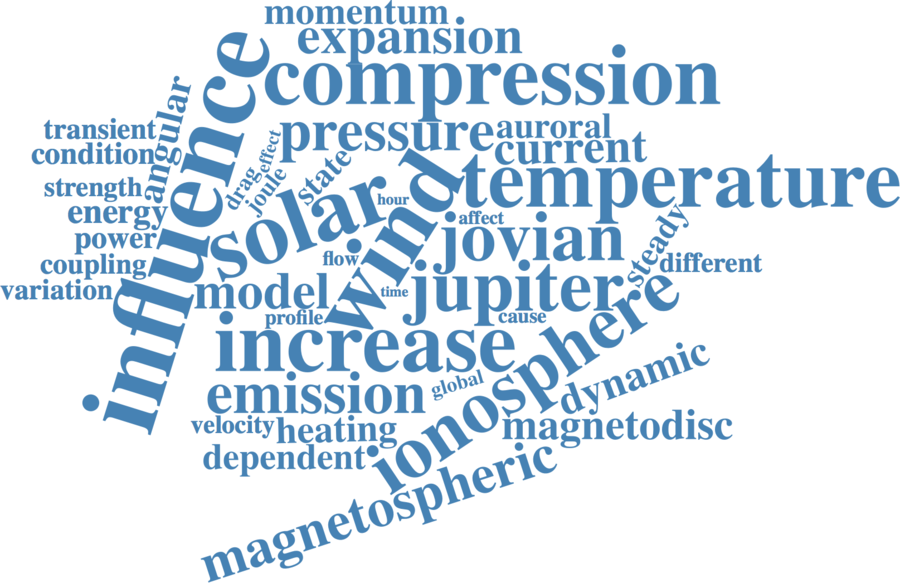 momentum
expansion
influence
compression
angular
transient
pressure
auroral
condition
current
effect
drag
joule
state
wind
temperature
strength
solar
hour
energy
affect
jovian
steady
power
flow
different
coupling
variation
model
time
jupiter
profile
cause
increase
ionosphere
emission
global
dynamic
velocity
heating
magnetodisc
dependent
magnetospheric